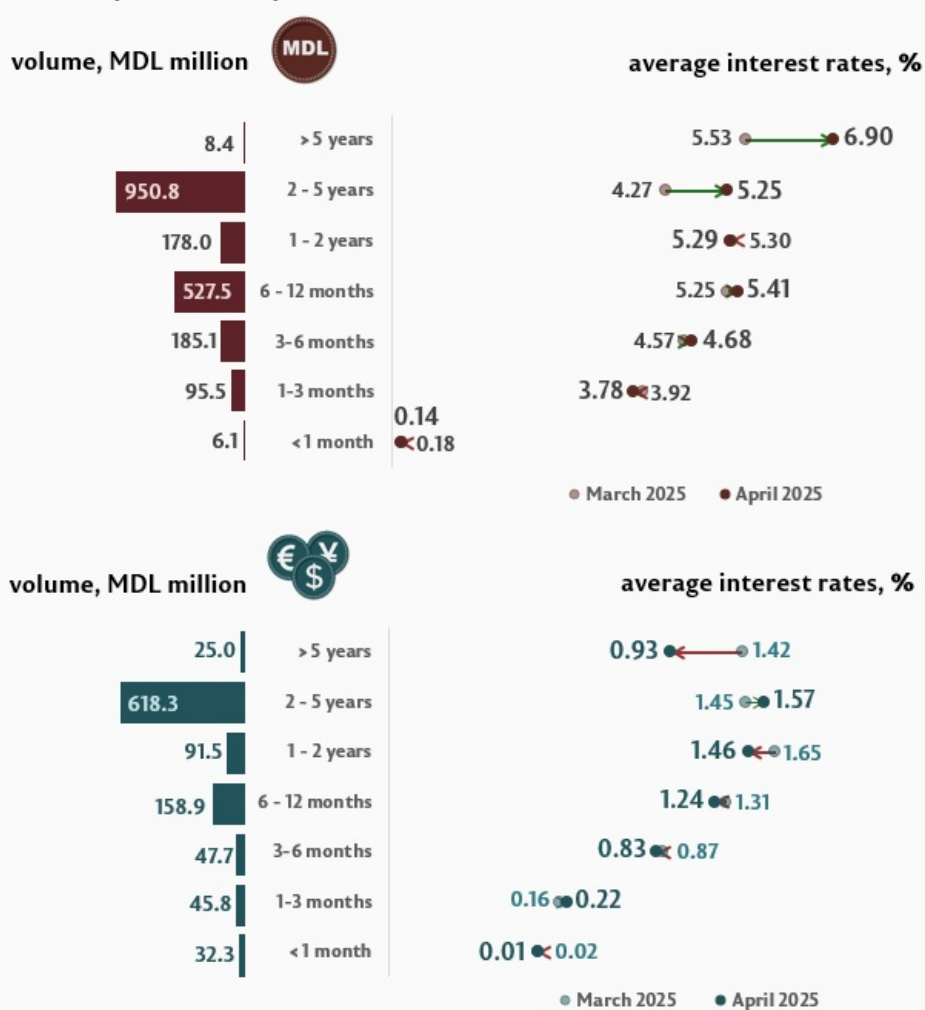 MDL
volume, MDL million
average interest rates, %
8.4 >5 years 5.53 6.90
950.8 2 - 5 years 4.27 5.25
178.0 1 - 2 years 5.29 5.30
527.5 6 - 12 months 5.25 5.41
185.1 3-6 months 4.57 4.68
95.5 1-3 months 3.78 3.92
6.1 <1 month 0.14 0.18
March 2025 April 2025
€ ¥ $
volume, MDL million
average interest rates, %
25.0 >5 years 0.93 1.42
618.3 2 - 5 years 1.45 1.57
91.5 1 - 2 years 1.46 1.65
158.9 6 - 12 months 1.24 1.31
47.7 3-6 months 0.83 0.87
45.8 1-3 months 0.16 0.22
32.3 <1 month 0.01 0.02
March 2025 April 2025